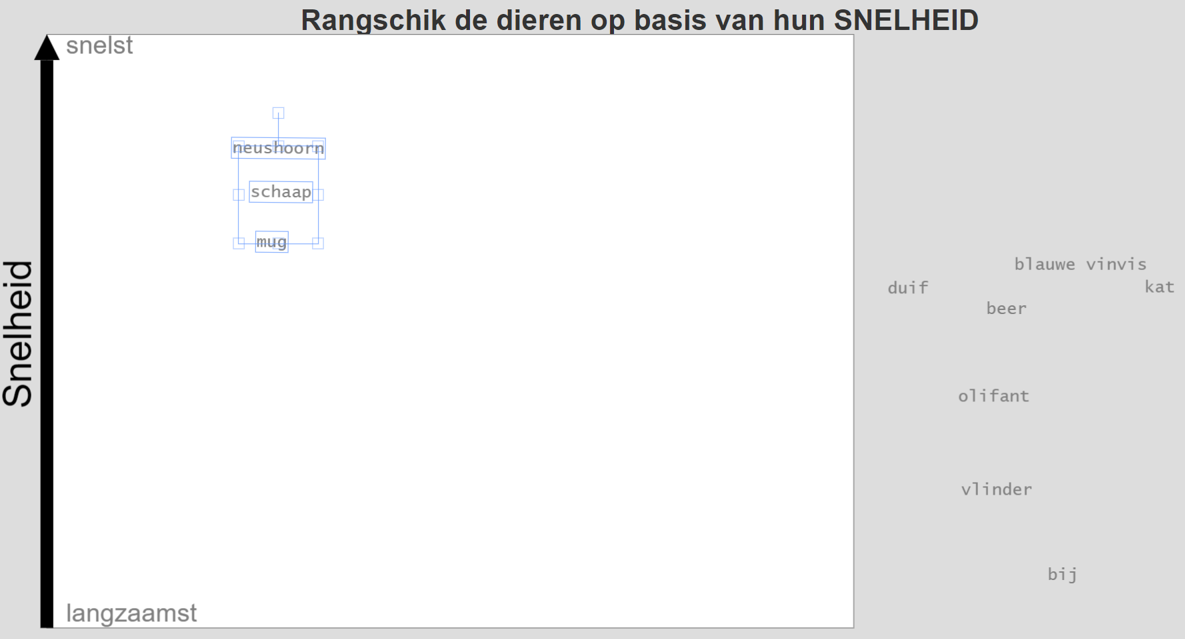 Rangschik de dieren op basis van hun SNELHEID
snelst
neushoorn
schaap
mug
blauwe vinvis
duif
kat
beer
Snelheid
olifant
vlinder
bij
langzaamst